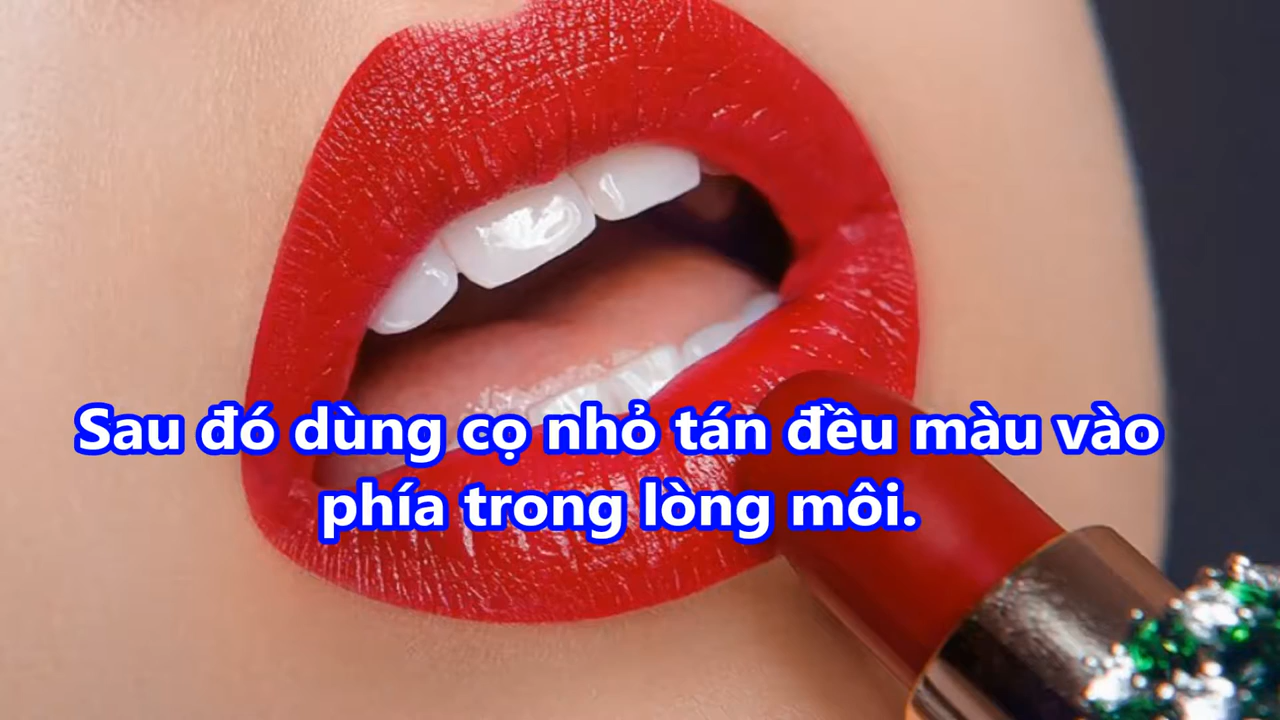 Sau đó dùng cọ nhỏ tán đều màu vào
phía trong lòng môi.